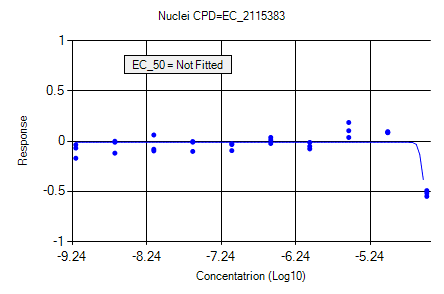 Nuclei CPD=EC_2115383
EC_50 = Not Fitted
Response
1
0.5
0
-0.5
-1
-9.24 -8.24 -7.24 -6.24 -5.24
Concentatrion (Log10)